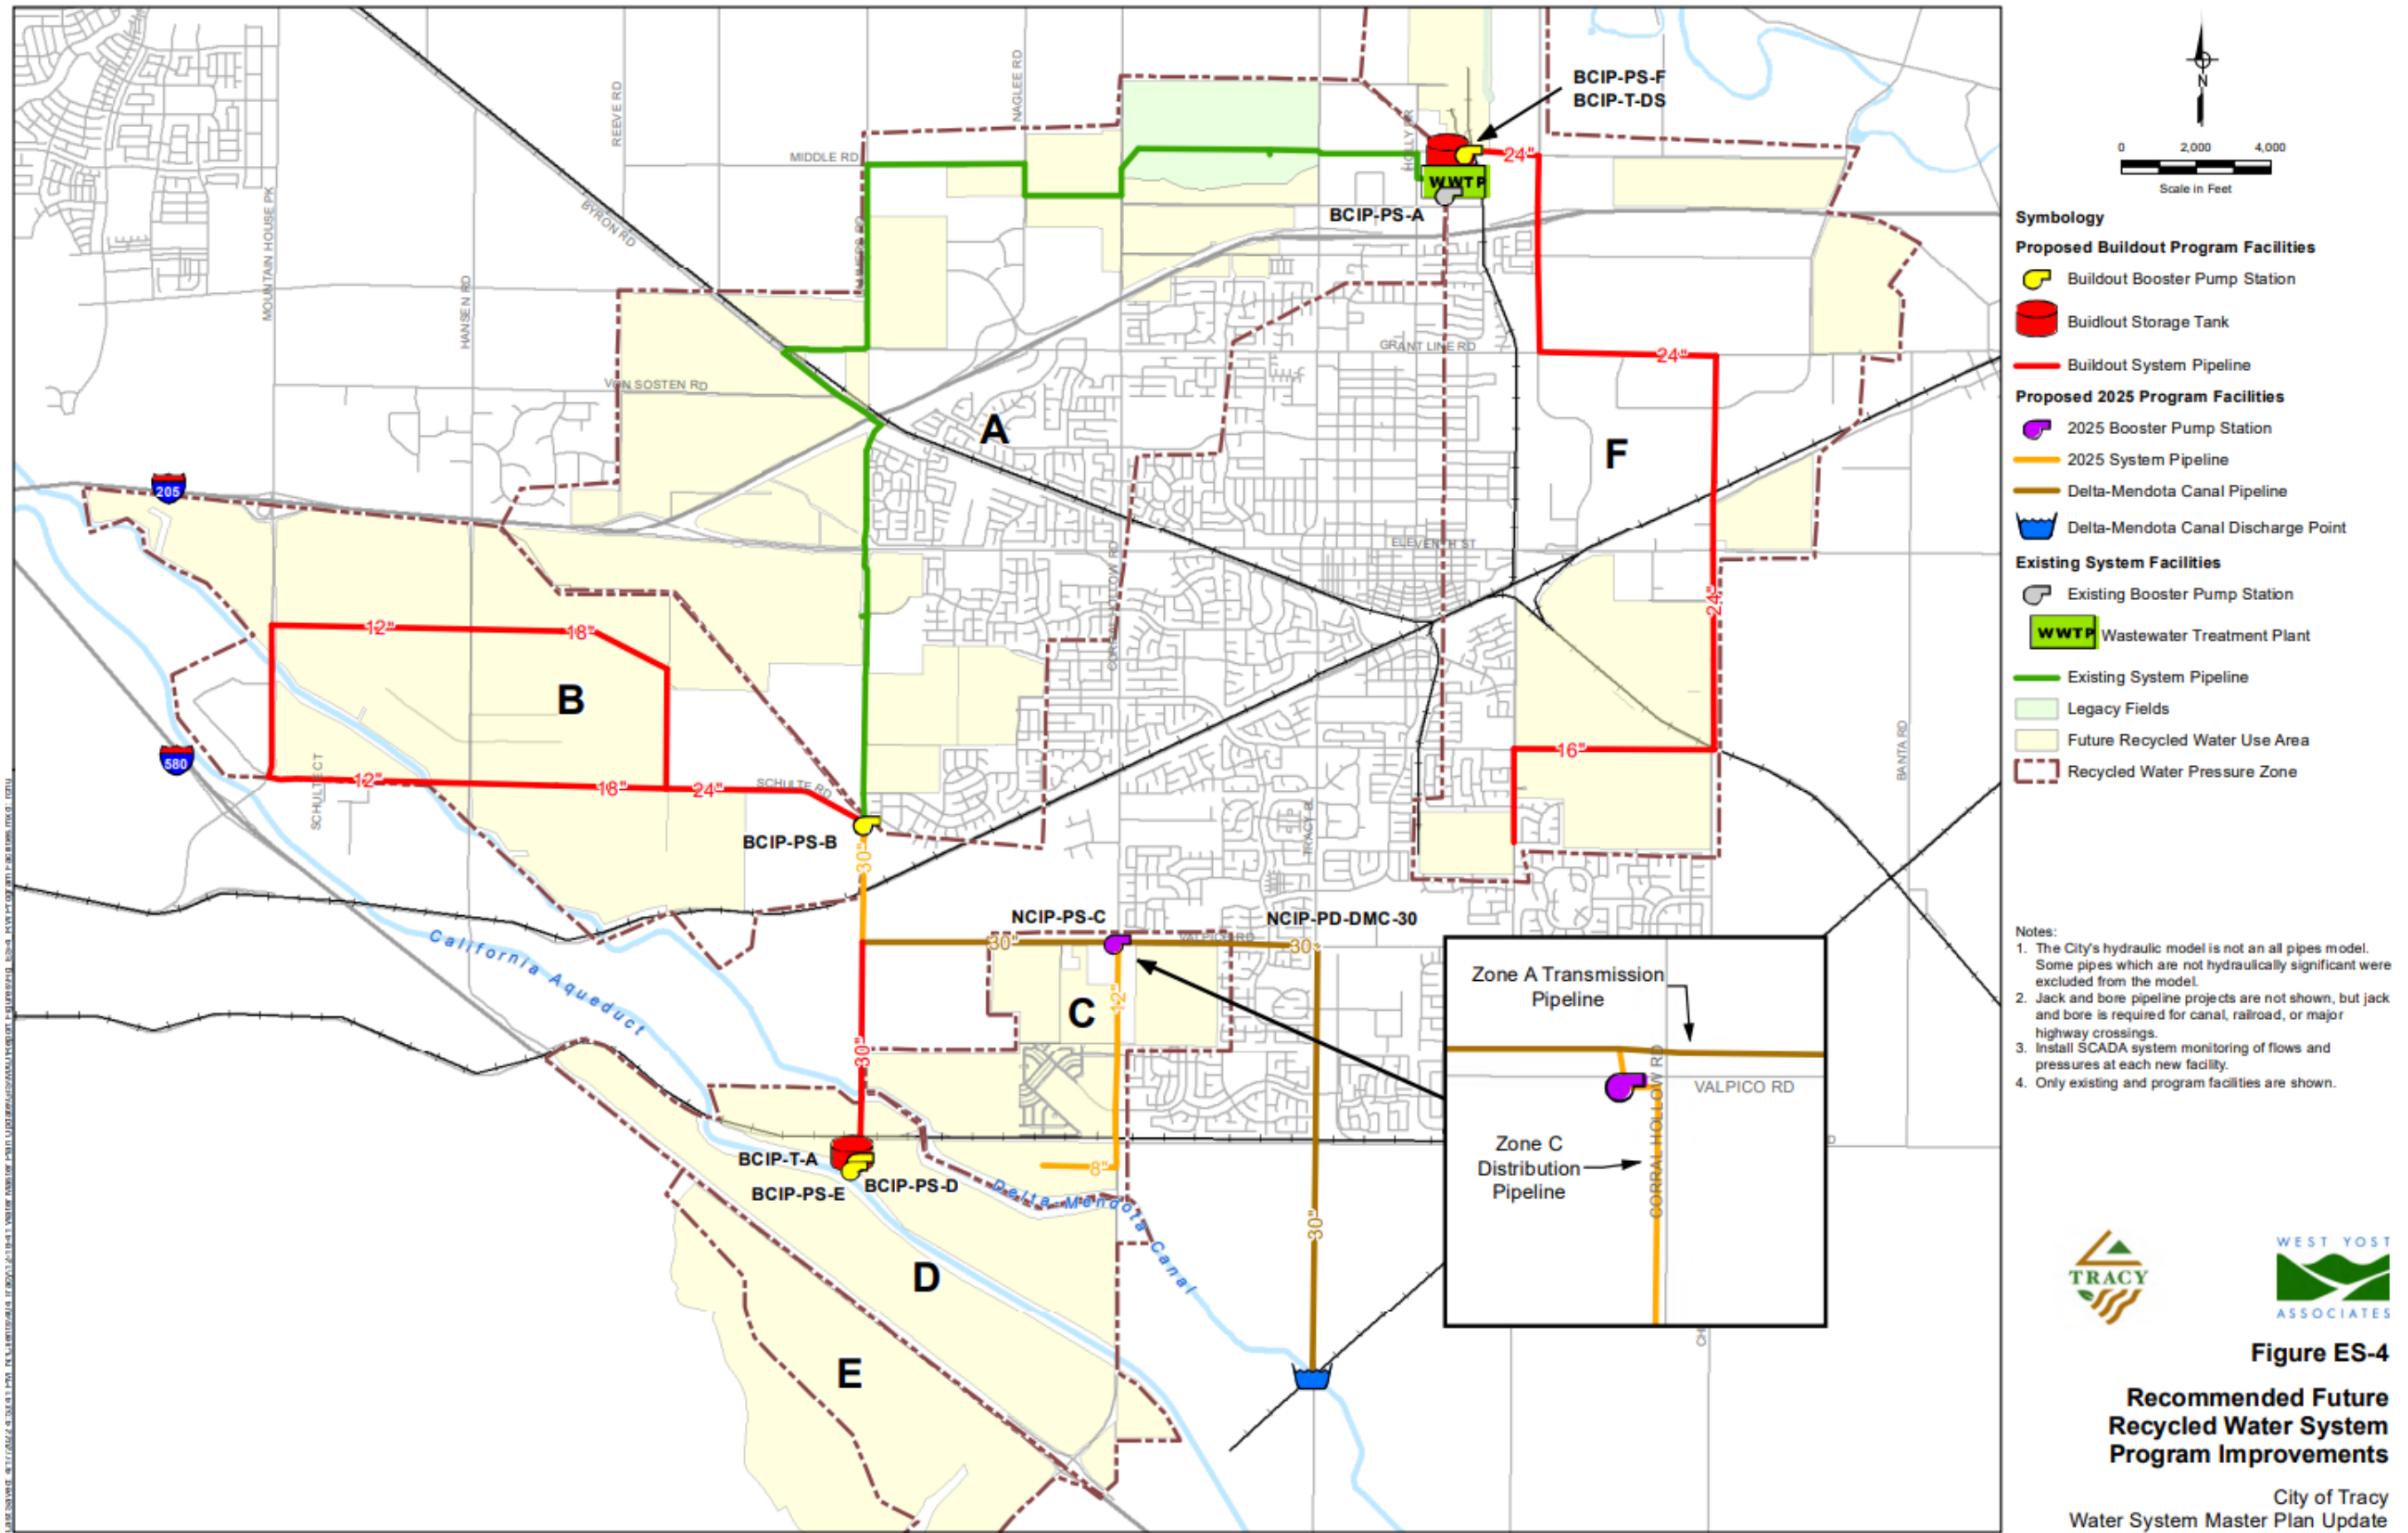 BCIP-PS-F
BCIP-T-DS
NAGLEE RD
REEVE RD
HOLLY DR
MIDDLE RD
24"
WWTP
BCIP-PS-A
MOUNTAIN HOUSE PK
BYRON RD
HANSEN RD
GRANT LINE RD
24"
VON SOSTEN RD
A
F
205
ELEVENTH ST
CORRAL HOLLOW RD
24"
12"
18"
B
16"
BANTA RD
580
SCHULTE CT
12"
18"
24"
SCHULTE RD
TRACY BL
BCIP-PS-B
30"
NCIP-PS-C
NCIP-PD-DMC-30
30"
VALPICO RD
30"
California Aqueduct
12"
C
30"
BCIP-T-A
BCIP-PS-E
BCIP-PS-D
8"
Delta-Mendota Canal
30"
D
E
Zone A Transmission
Pipeline
CORRAL HOLLOW RD
VALPICO RD
Zone C
Distribution
Pipeline
N
0 2,000 4,000
Scale in Feet
Symbology
Proposed Buildout Program Facilities
Buildout Booster Pump Station
Buidlout Storage Tank
Buildout System Pipeline
Proposed 2025 Program Facilities
2025 Booster Pump Station
2025 System Pipeline
Delta-Mendota Canal Pipeline
Delta-Mendota Canal Discharge Point
Existing System Facilities
Existing Booster Pump Station
WWTP Wastewater Treatment Plant
Existing System Pipeline
Legacy Fields
Future Recycled Water Use Area
Recycled Water Pressure Zone
Notes:
1. The City's hydraulic model is not an all pipes model.
Some pipes which are not hydraulically significant were
excluded from the model.
2. Jack and bore pipeline projects are not shown, but jack
and bore is required for canal, railroad, or major
highway crossings.
3. Install SCADA system monitoring of flows and
pressures at each new facility.
4. Only existing and program facilities are shown.
TRACY
WEST YOST
ASSOCIATES
Figure ES-4
Recommended Future
Recycled Water System
Program Improvements
City of Tracy
Water System Master Plan Update